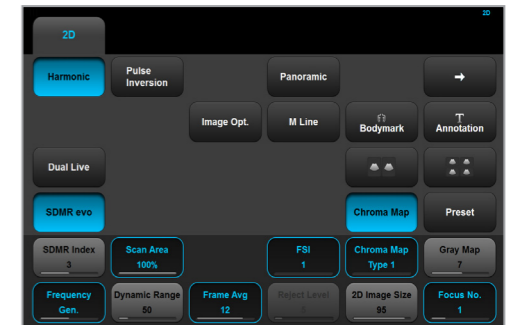 2D
2D
Harmonic
Pulse
Inversion
Panoramic
Image Opt.
M Line
Bodymark
T
Annotation
Dual Live
SDMR evo
Chroma Map
Preset
SDMR Index
3
Scan Area
100%
FSI
1
Chroma Map
Type 1
Gray Map
7
Frequency
Gen.
Dynamic Range
50
Frame Avg
12
Reject Level
2D Image Size
95
Focus No.
1